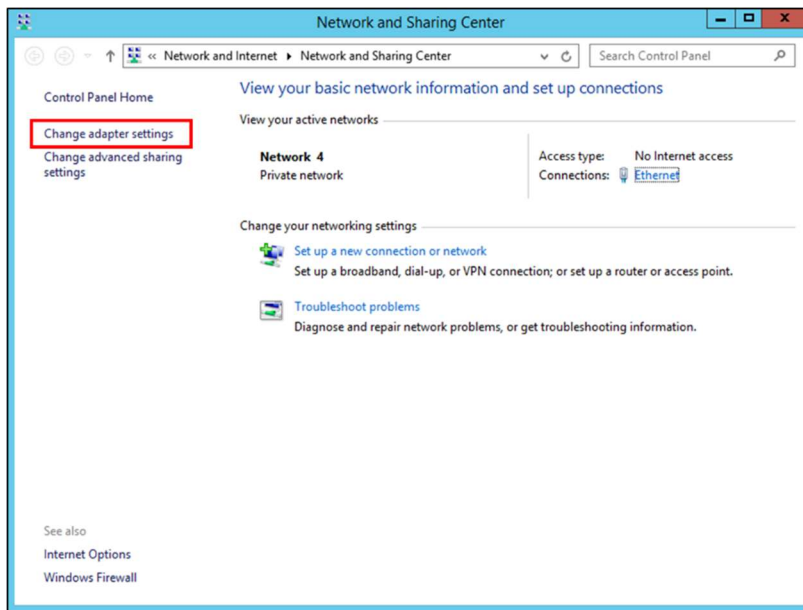 Network and Sharing Center
« Network and Internet Network and Sharing Center
Search Control Panel
Control Panel Home
Change adapter settings
Change advanced sharing
settings
View your basic network information and set up connections
View your active networks
Network 4
Private network
Access type: No Internet access
Connections: Ethernet
Change your networking settings
Set up a new connection or network
Set up a broadband, dial-up, or VPN connection; or set up a router or access point.
Troubleshoot problems
Diagnose and repair network problems, or get troubleshooting information.
See also
Internet Options
Windows Firewall